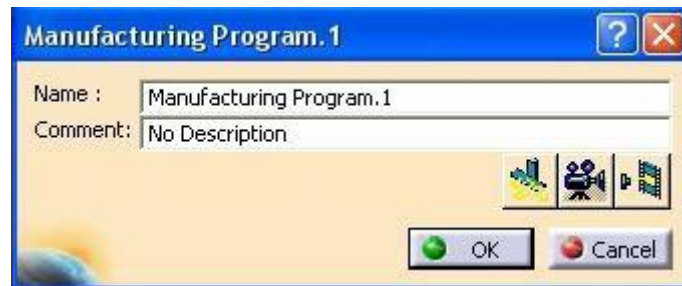 Manufacturing Program.1
Name : Manufacturing Program.1
Comment: No Description
OK Cancel